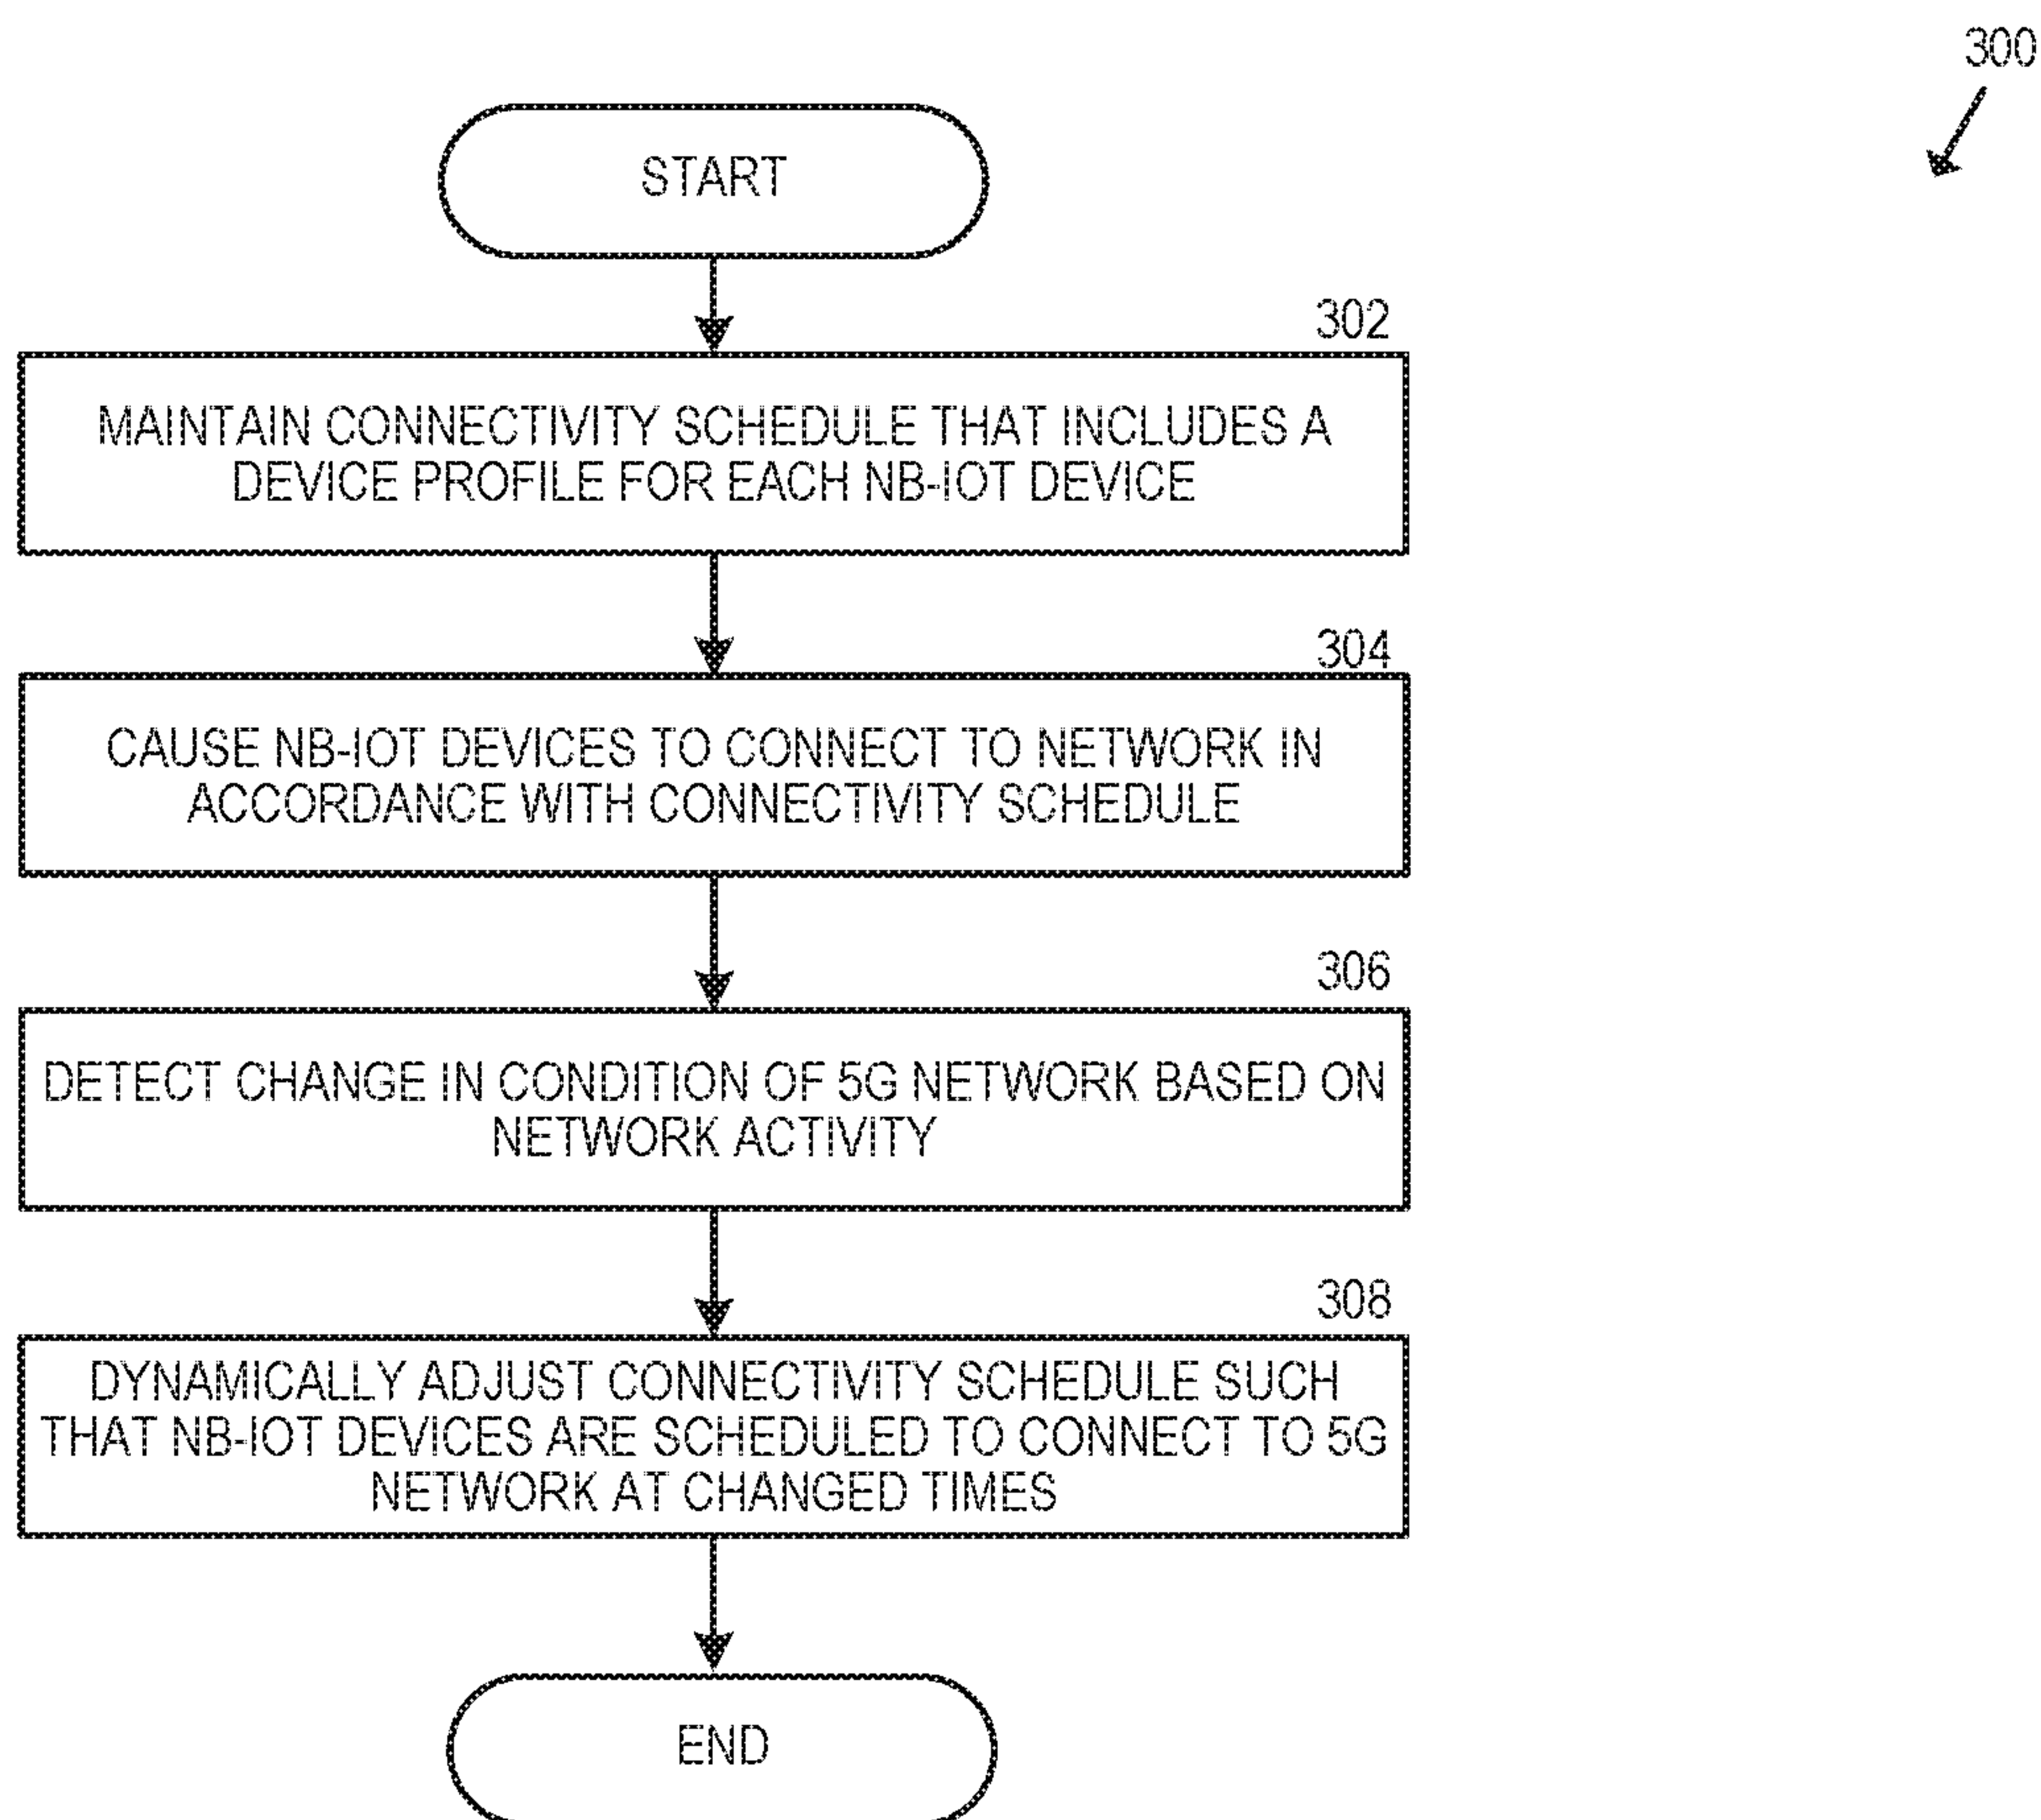 300
START
302
MAINTAIN CONNECTIVITY SCHEDULE THAT INCLUDES A
DEVICE PROFILE FOR EACH NB-IOT DEVICE
304
CAUSE NB-IOT DEVICES TO CONNECT TO NETWORK IN
ACCORDANCE WITH CONNECTIVITY SCHEDULE
306
DETECT CHANGE IN CONDITION OF 5G NETWORK BASED ON
NETWORK ACTIVITY
308
DYNAMICALLY ADJUST CONNECTIVITY SCHEDULE SUCH
THAT NB-IOT DEVICES ARE SCHEDULED TO CONNECT TO 5G
NETWORK AT CHANGED TIMES
END